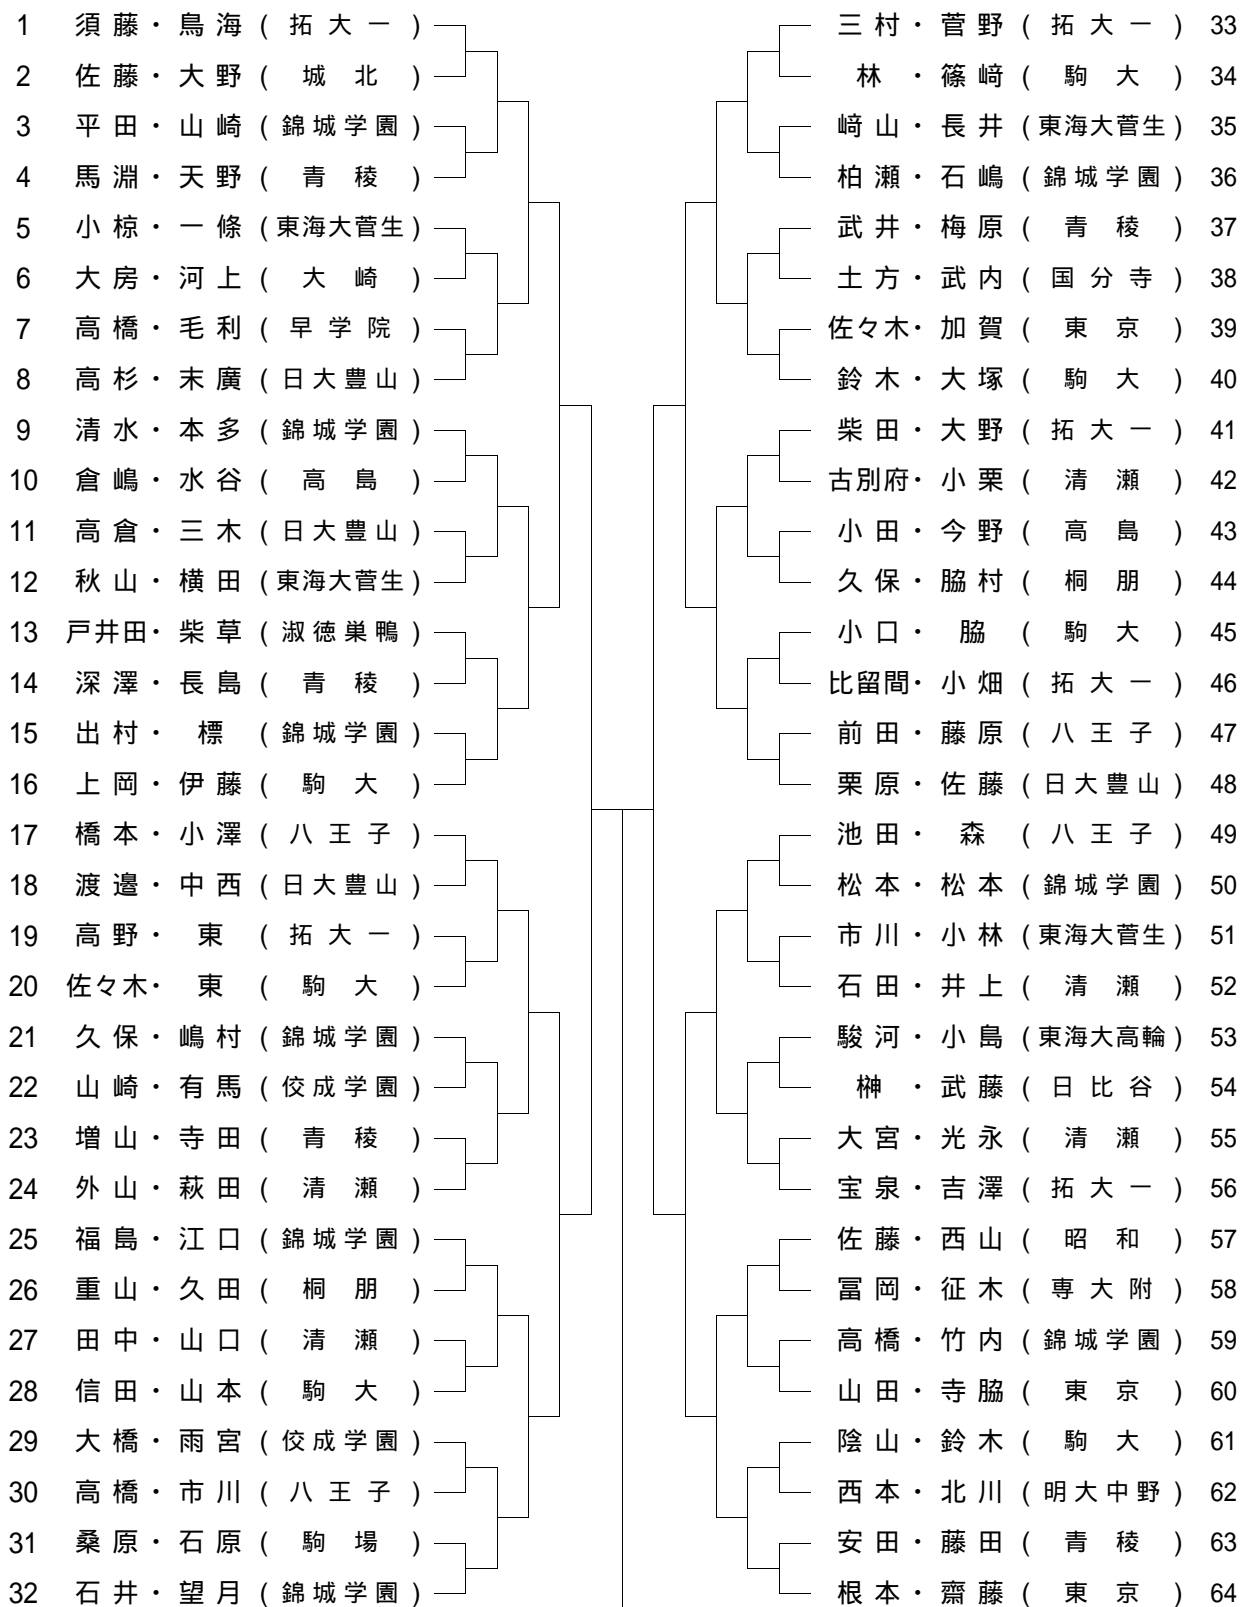 1 須藤・鳥海(拓大一)
2 佐藤・大野(城北)
3 平田・山崎(錦城学園)
4 馬淵・天野(青稜)
5 小椋・一條(東海大菅生)
6 大房・河上(大崎)
7 高橋・毛利(早学院)
8 高杉・末廣(日大豊山)
9 清水・本多(錦城学園)
10 倉嶋・水谷(高島)
11 高倉・三木(日大豊山)
12 秋山・横田(東海大菅生)
13 戸井田・柴草(淑徳巣鴨)
14 深澤・長島(青稜)
15 出村・標(錦城学園)
16 上岡・伊藤(駒大)
17 橋本・小澤(八王子)
18 渡邉・中西(日大豊山)
19 高野・東(拓大一)
20 佐々木・東(駒大)
21 久保・嶋村(錦城学園)
22 山崎・有馬(佼成学園)
23 増山・寺田(青稜)
24 外山・萩田(清瀬)
25 福島・江口(錦城学園)
26 重山・久田(桐朋)
27 田中・山口(清瀬)
28 信田・山本(駒大)
29 大橋・雨宮(佼成学園)
30 高橋・市川(八王子)
31 桑原・石原(駒場)
32 石井・望月(錦城学園)
三村・菅野(拓大一) 33
林・篠﨑(駒大) 34
﨑山・長井(東海大菅生) 35
柏瀬・石嶋(錦城学園) 36
武井・梅原(青稜) 37
土方・武内(国分寺) 38
佐々木・加賀(東京) 39
鈴木・大塚(駒大) 40
柴田・大野(拓大一) 41
古別府・小栗(清瀬) 42
小田・今野(高島) 43
久保・脇村(桐朋) 44
小口・脇(駒大) 45
比留間・小畑(拓大一) 46
前田・藤原(八王子) 47
栗原・佐藤(日大豊山) 48
池田・森(八王子) 49
松本・松本(錦城学園) 50
市川・小林(東海大菅生) 51
石田・井上(清瀬) 52
駿河・小島(東海大高輪) 53
榊・武藤(日比谷) 54
大宮・光永(清瀬) 55
宝泉・吉澤(拓大一) 56
佐藤・西山(昭和) 57
冨岡・征木(専大附) 58
高橋・竹内(錦城学園) 59
山田・寺脇(東京) 60
陰山・鈴木(駒大) 61
西本・北川(明大中野) 62
安田・藤田(青稜) 63
根本・齋藤(東京) 64